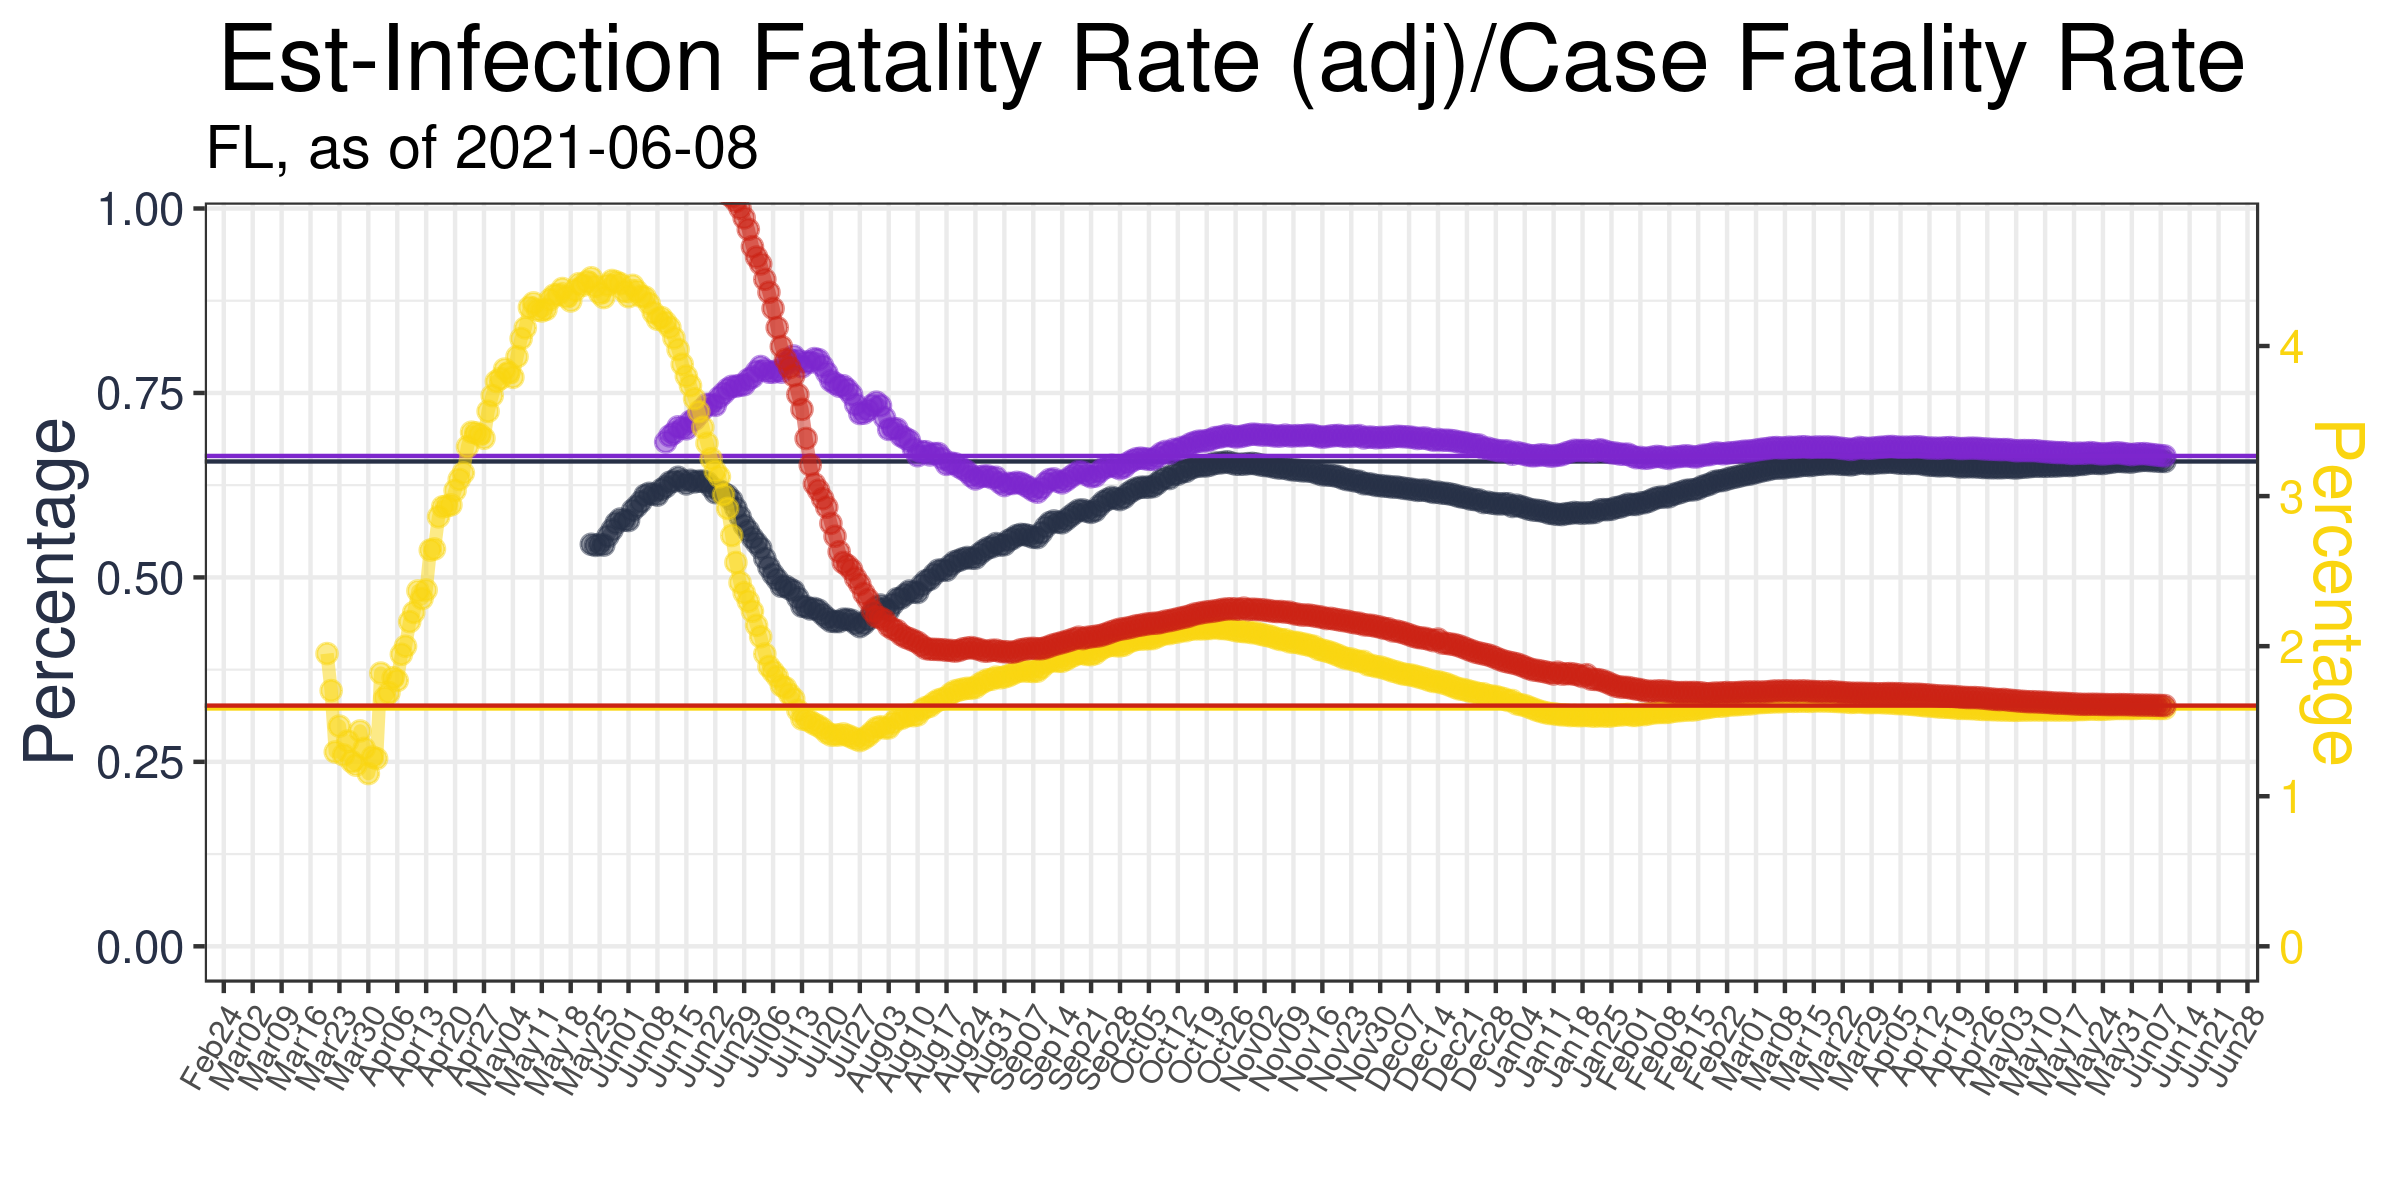 Est-Infection Fatality Rate (adj)/Case Fatality Rate
FL, as of 2021-06-08
Percentage
1.00
0.75
0.50
0.25
0.00
4
3
2
1
0
Percentage
Feb24
Mar02
Mar09
Mar16
Mar23
Mar30
Apr06
Apr13
Apr20
Apr27
May04
May11
May18
May25
Jun01
Jun08
Jun15
Jun22
Jun29
Jul06
Jul13
Jul20
Jul27
Aug03
Aug10
Aug17
Aug24
Aug31
Sep07
Sep14
Sep21
Sep28
Oct05
Oct12
Oct19
Oct26
Nov02
Nov09
Nov16
Nov23
Nov30
Dec07
Dec14
Dec21
Dec28
Jan04
Jan11
Jan18
Jan25
Feb01
Feb08
Feb15
Feb22
Mar01
Mar08
Mar15
Mar22
Mar29
Apr05
Apr12
Apr19
Apr26
May03
May10
May17
May24
May31
Jun07
Jun14
Jun21
Jun28